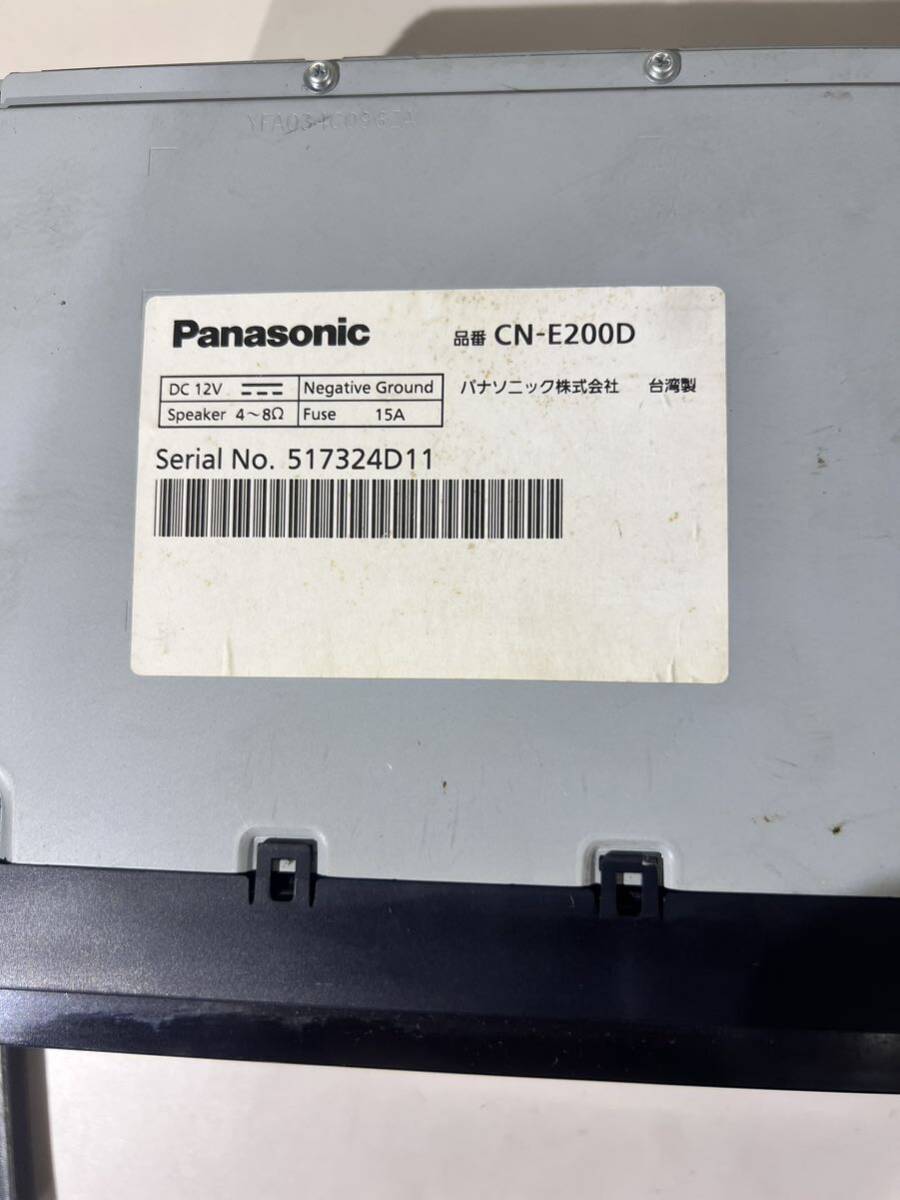 Panasonic
品番 CN-E200D
DC 12V Negative Ground
Speaker 4~8Ω Fuse 15A
パナソニック株式会社 台湾製
Serial No. 517324D11